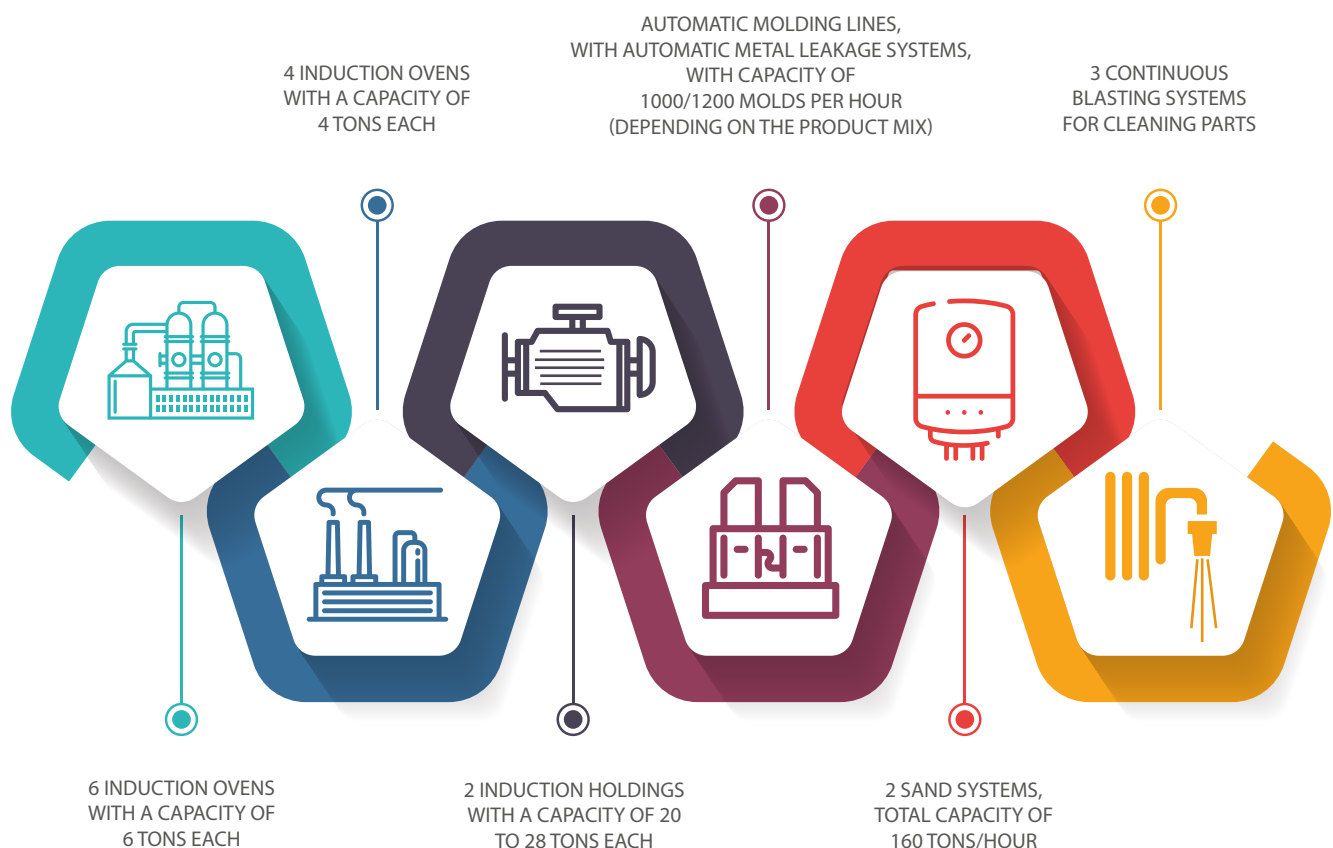 4 INDUCTION OVENS
WITH A CAPACITY OF
4 TONS EACH
AUTOMATIC MOLDING LINES,
WITH AUTOMATIC METAL LEAKAGE SYSTEMS,
WITH CAPACITY OF
1000/1200 MOLDS PER HOUR
(DEPENDING ON THE PRODUCT MIX)
3 CONTINUOUS
BLASTING SYSTEMS
FOR CLEANING PARTS
6 INDUCTION OVENS
WITH A CAPACITY OF
6 TONS EACH
2 INDUCTION HOLDINGS
WITH A CAPACITY OF 20
TO 28 TONS EACH
2 SAND SYSTEMS,
TOTAL CAPACITY OF
160 TONS/HOUR